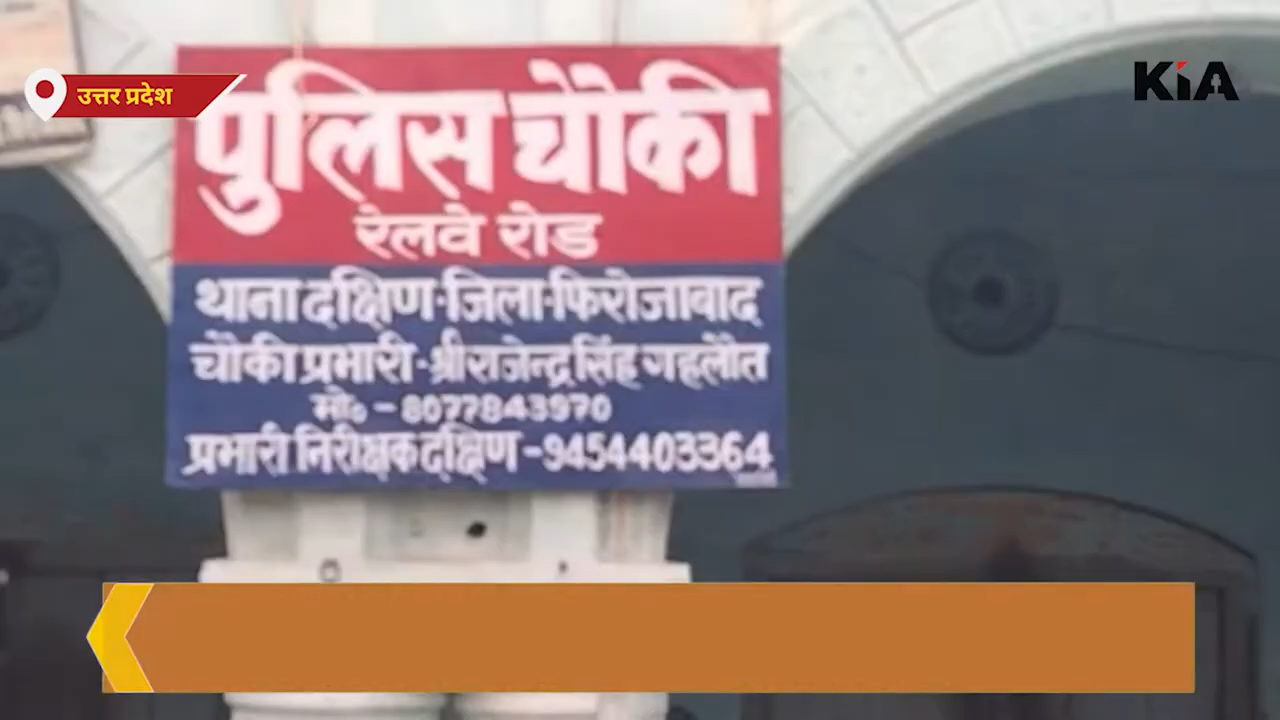 उत्तर प्रदेश
KiA
पुलिस चौकी
रेलवे रोड
थाना दक्षिण-जिला-फिरोजाबाद
चौकी प्रभारी - श्री राजेन्द्र सिंह गहलौत
मो० - 8077843970
प्रभारी निरीक्षक दक्षिण - 9454403364